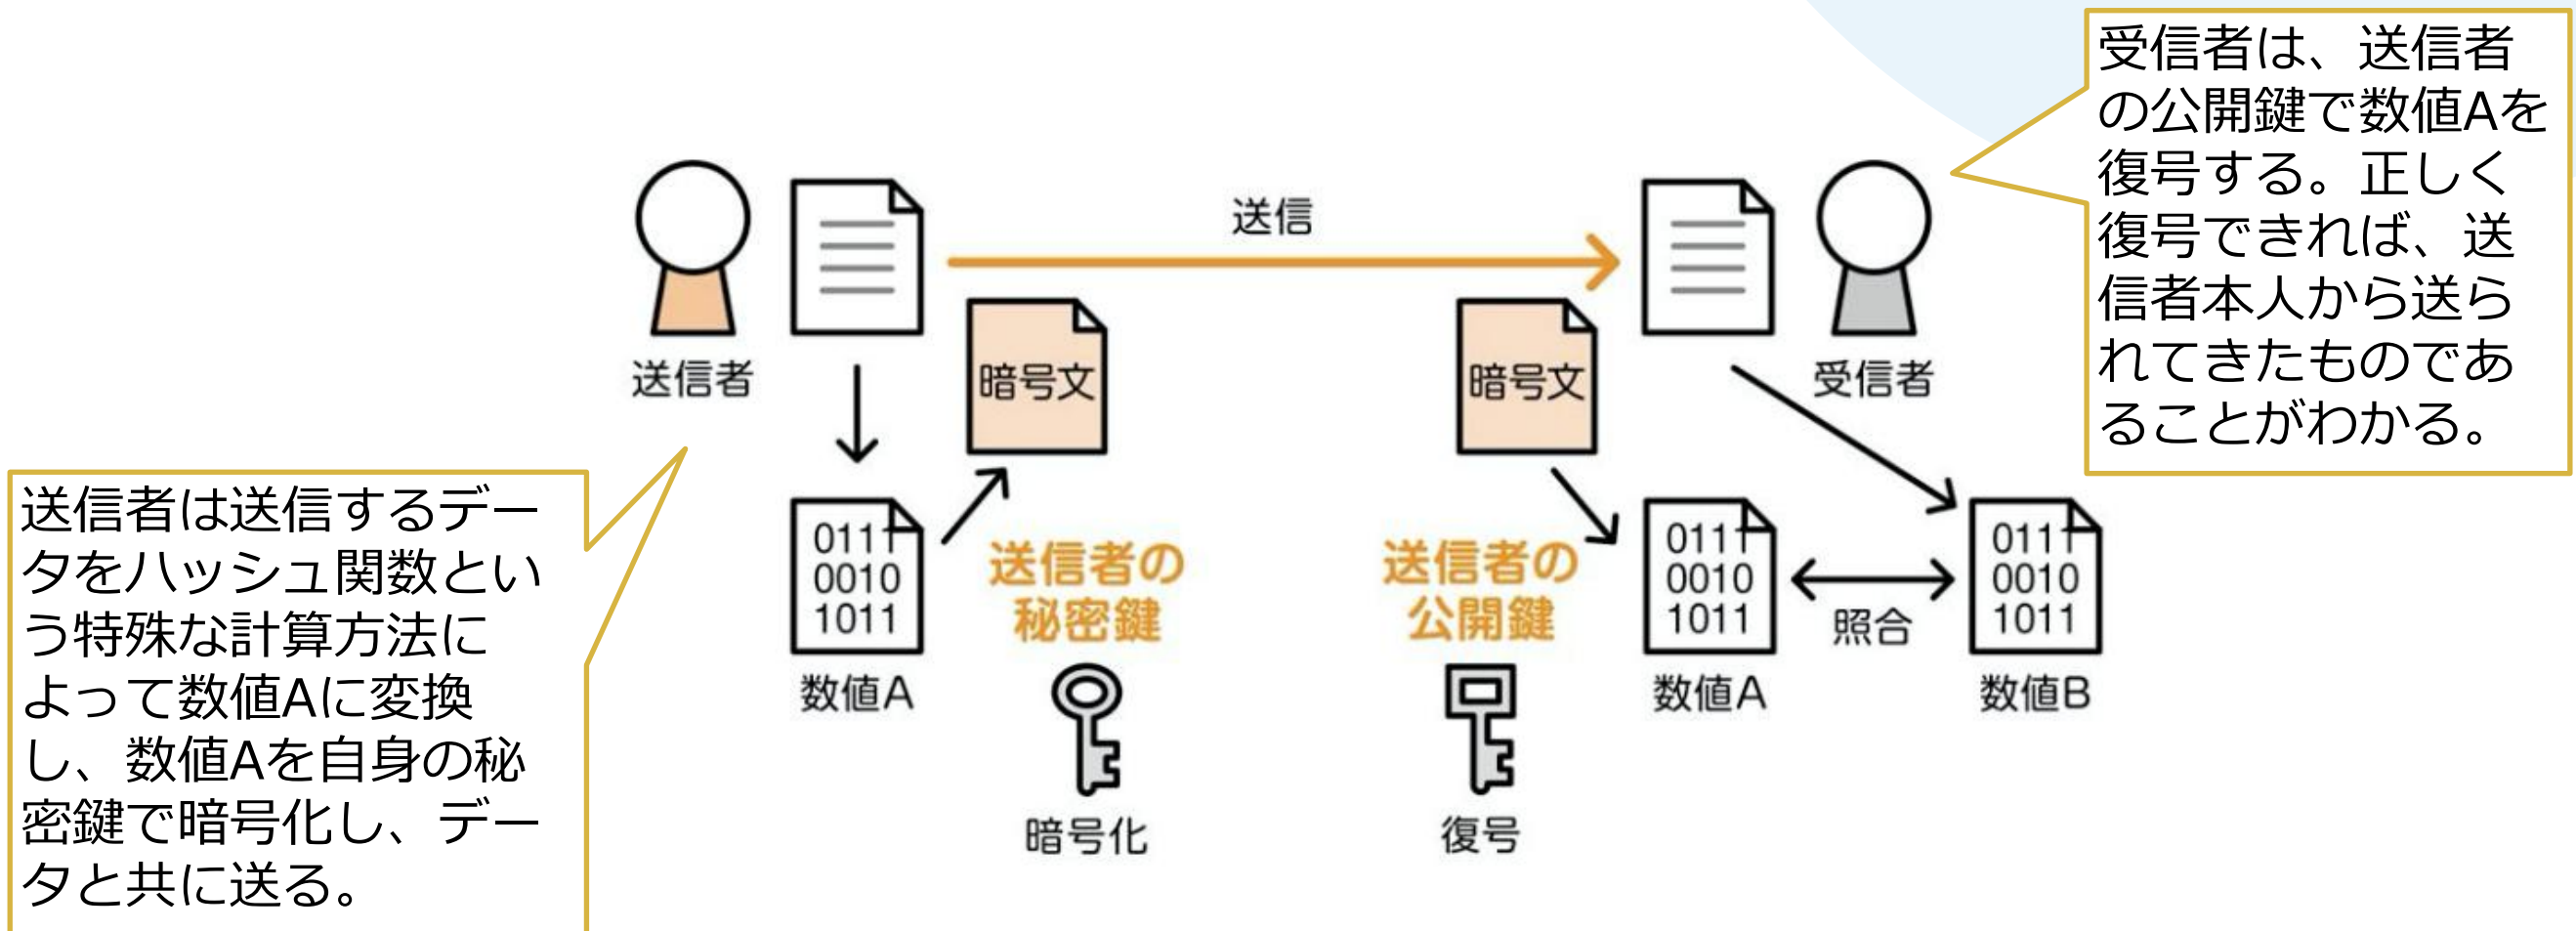 受信者は、送信者
の公開鍵で数値Aを
復号する。正しく
復号できれば、送
信者本人から送ら
れてきたものであ
ることがわかる。
送信
送信者
暗号文
暗号文
受信者
送信者は送信するデー
タをハッシュ関数とい
う特殊な計算方法に
よって数値Aに変換
し、数値Aを自身の秘
密鍵で暗号化し、デー
タと共に送る。
0111
0010
1011
数値A
送信者の
秘密鍵
暗号化
送信者の
公開鍵
復号
0111
0010
1011
数値A
照合
0111
0010
1011
数値B